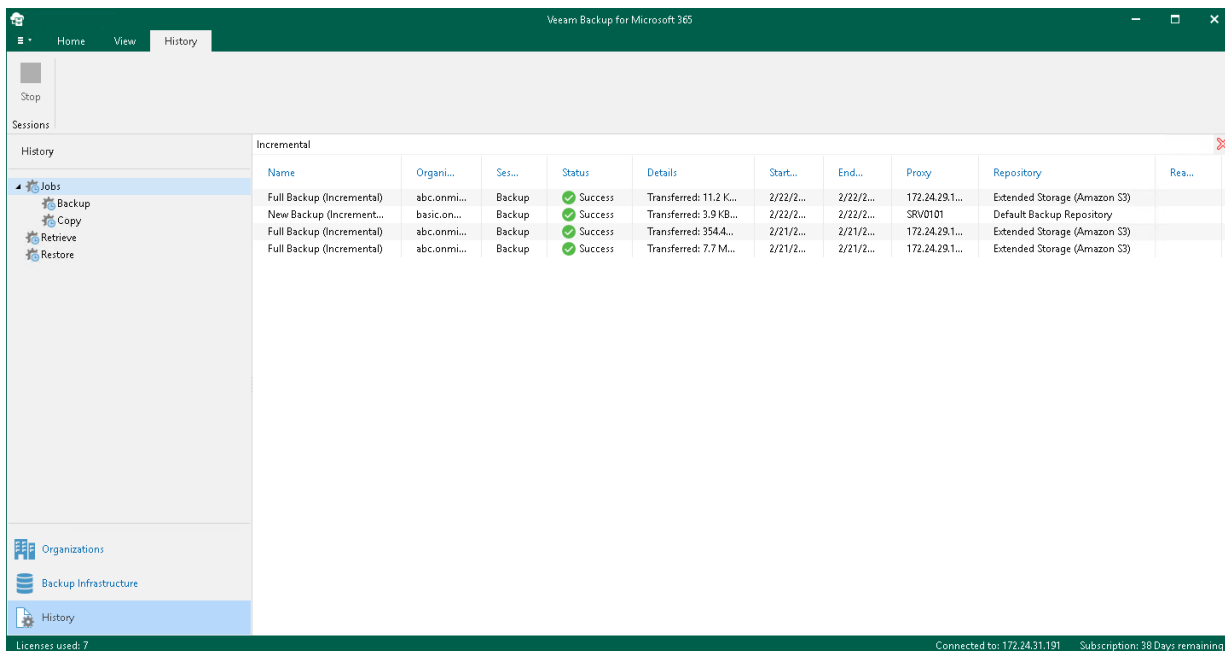 Veeam Backup for Microsoft 365
Home View History
Stop
Sessions
History
Incremental
Jobs
Backup
Copy
Retrieve
Restore
Name Organi... Ses... Status Details Start... End... Proxy Repository Rea...
Full Backup (Incremental) abc.onmi... Backup Success Transferred: 11.2 K... 2/22/2... 2/22/2... 172.24.29.1... Extended Storage (Amazon S3)
New Backup (Increment... basic.on... Backup Success Transferred: 3.9 KB... 2/22/2... 2/22/2... SRV0101 Default Backup Repository
Full Backup (Incremental) abc.onmi... Backup Success Transferred: 354.4... 2/21/2... 2/21/2... 172.24.29.1... Extended Storage (Amazon S3)
Full Backup (Incremental) abc.onmi... Backup Success Transferred: 7.7 M... 2/21/2... 2/21/2... 172.24.29.1... Extended Storage (Amazon S3)
Organizations
Backup Infrastructure
History
Licenses used: 7 Connected to: 172.24.31.191 Subscription: 38 Days remaining